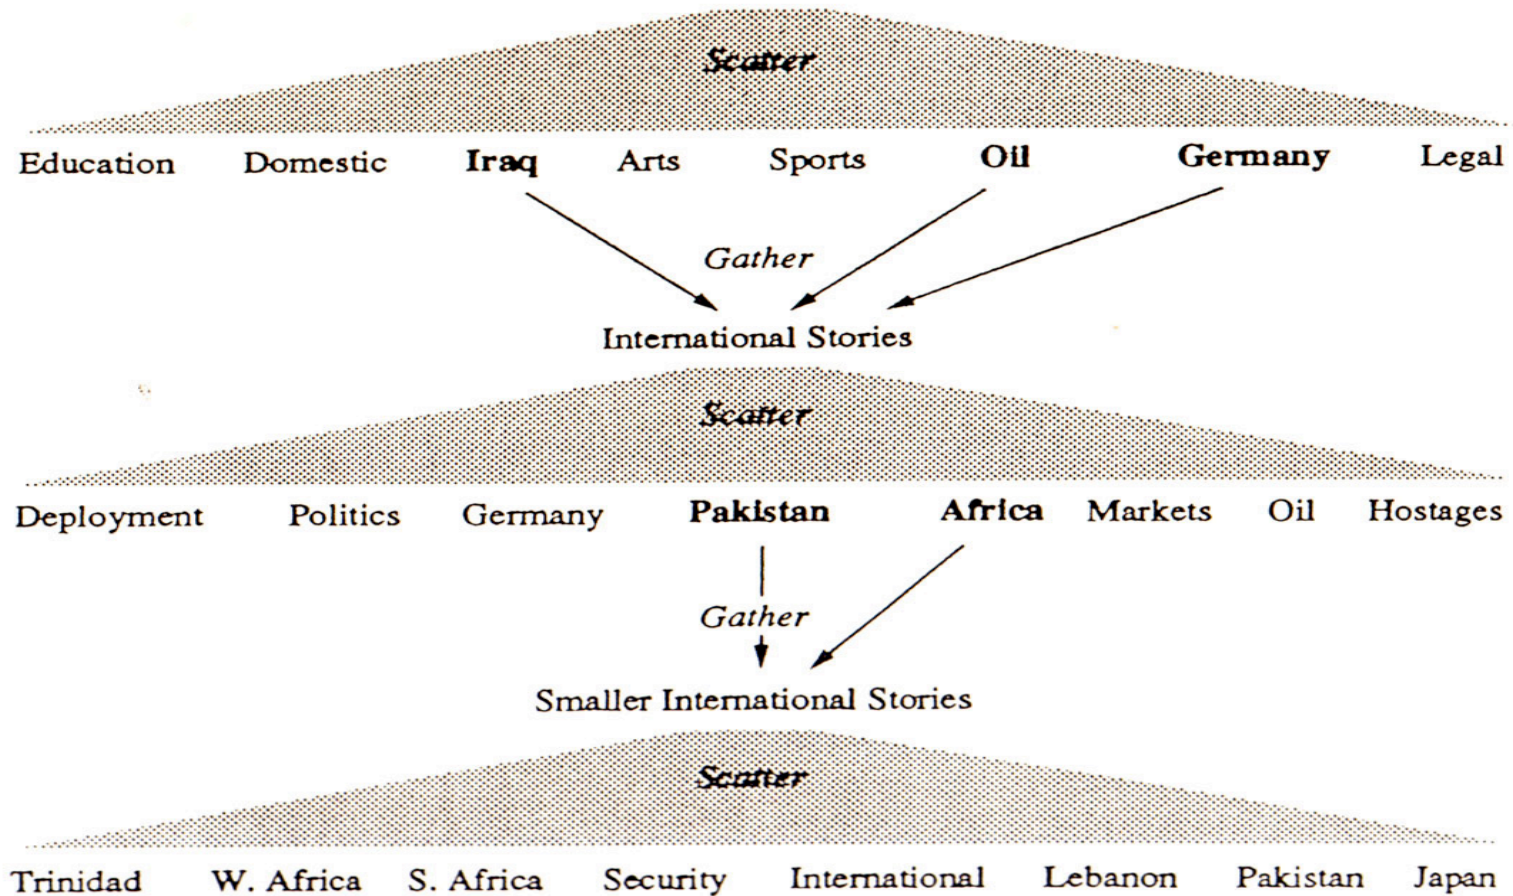 Scatter
Education Domestic Iraq Arts Sports Oil Germany Legal
Gather
International Stories
Scatter
Deployment Politics Germany Pakistan Africa Markets Oil Hostages
Gather
Smaller International Stories
Scatter
Trinidad W. Africa S. Africa Security International Lebanon Pakistan Japan